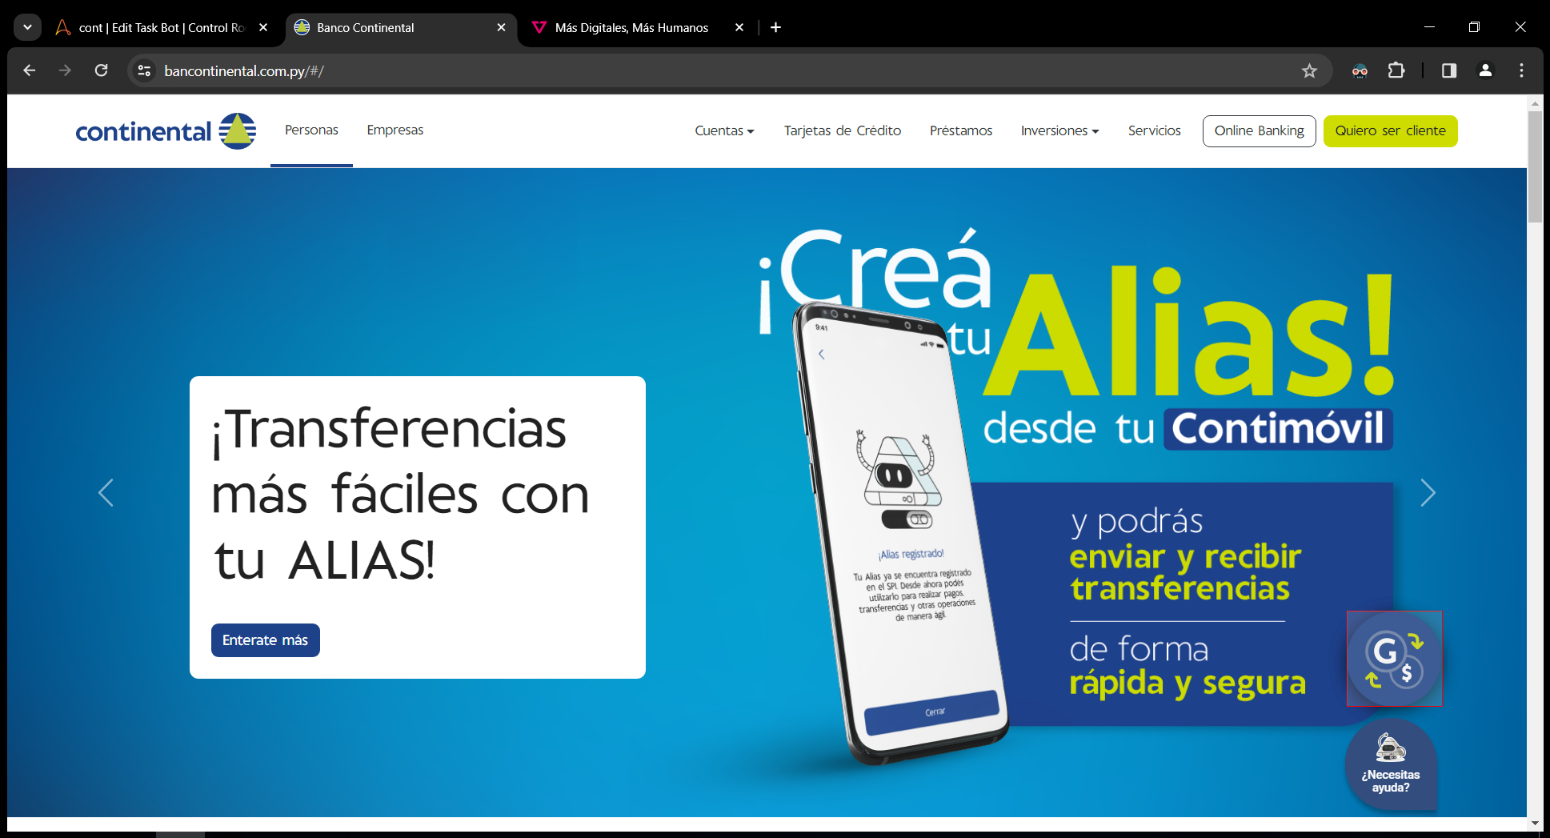 cont | Edit Task Bot | Control Ro
Banco Continental
Más Digitales, Más Humanos
bancontinental.com.py/#/
continental
Personas
Empresas
Cuentas
Tarjetas de Crédito
Préstamos
Inversiones
Servicios
Online Banking
Quiero ser cliente
¡Transferencias
más fáciles con
tu ALIAS!
Enterate más
¡Creá
tu
Alias!
desde tu Contimóvil
9:41
¡Alias registrado!
Tu Alias ya se encuentra registrado
en el SPI. Desde ahora podés
utilizarlo para realizar pagos,
transferencias y otras operaciones
de manera ágil.
Cerrar
y podrás
enviar y recibir
transferencias
de forma
rápida y segura
G
$
¿Necesitas
ayuda?